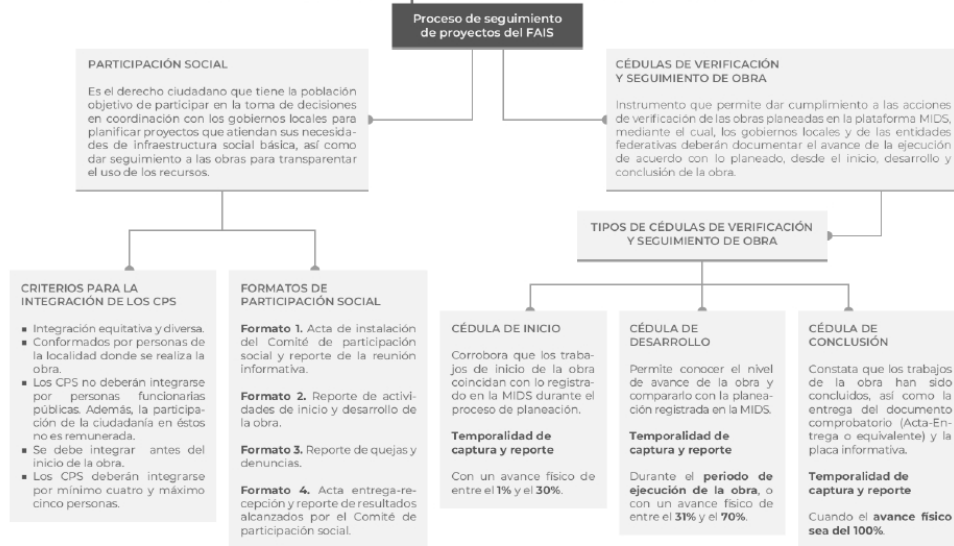 Proceso de seguimiento
de proyectos del FAIS
PARTICIPACIÓN SOCIAL
Es el derecho ciudadano que tiene la población
objetivo de participar en la toma de decisiones
en coordinación con los gobiernos locales para
planificar proyectos que atiendan sus necesida-
des de infraestructura social básica, así como
dar seguimiento a las obras para transparentar
el uso de los recursos.
CÉDULAS DE VERIFICACIÓN
Y SEGUIMIENTO DE OBRA
Instrumento que permite dar cumplimiento a las acciones
de verificación de las obras planeadas en la plataforma MIDS,
mediante el cual, los gobiernos locales y de las entidades
federativas deberán documentar el avance de la ejecución
de acuerdo con lo planeado, desde el inicio, desarrollo y
conclusión de la obra.
TIPOS DE CÉDULAS DE VERIFICACIÓN
Y SEGUIMIENTO DE OBRA
CRITERIOS PARA LA
INTEGRACIÓN DE LOS CPS
▪ Integración equitativa y diversa.
▪ Conformados por personas de
la localidad donde se realiza la
obra.
▪ Los CPS no deberán integrarse
por personas funcionarias
públicas. Además, la participa-
ción de la ciudadanía en éstos
no es remunerada.
▪ Se debe integrar antes del
inicio de la obra.
▪ Los CPS deberán integrarse
por mínimo cuatro y máximo
cinco personas.
FORMATOS DE
PARTICIPACIÓN SOCIAL
Formato 1. Acta de instalación
del Comité de participación
social y reporte de la reunión
informativa.
Formato 2. Reporte de activi-
dades de inicio y desarrollo de
la obra.
Formato 3. Reporte de quejas y
denuncias.
Formato 4. Acta entrega-re-
cepción y reporte de resultados
alcanzados por el Comité de
participación social.
CÉDULA DE INICIO
Corrobora que los traba-
jos de inicio de la obra
coincidan con lo registra-
do en la MIDS durante el
proceso de planeación.
Temporalidad de
captura y reporte
Con un avance físico de
entre el 1% y el 30%.
CÉDULA DE
DESARROLLO
Permite conocer el nivel
de avance de la obra y
compararlo con la planea-
ción registrada en la MIDS.
Temporalidad de
captura y reporte
Durante el periodo de
ejecución de la obra, o
con un avance físico de
entre el 31% y el 70%.
CÉDULA DE
CONCLUSIÓN
Constata que los trabajos
de la obra han sido
concluidos, así como la
entrega del documento
comprobatorio (Acta-En-
trega o equivalente) y la
placa informativa.
Temporalidad de
captura y reporte
Cuando el avance físico
sea del 100%.